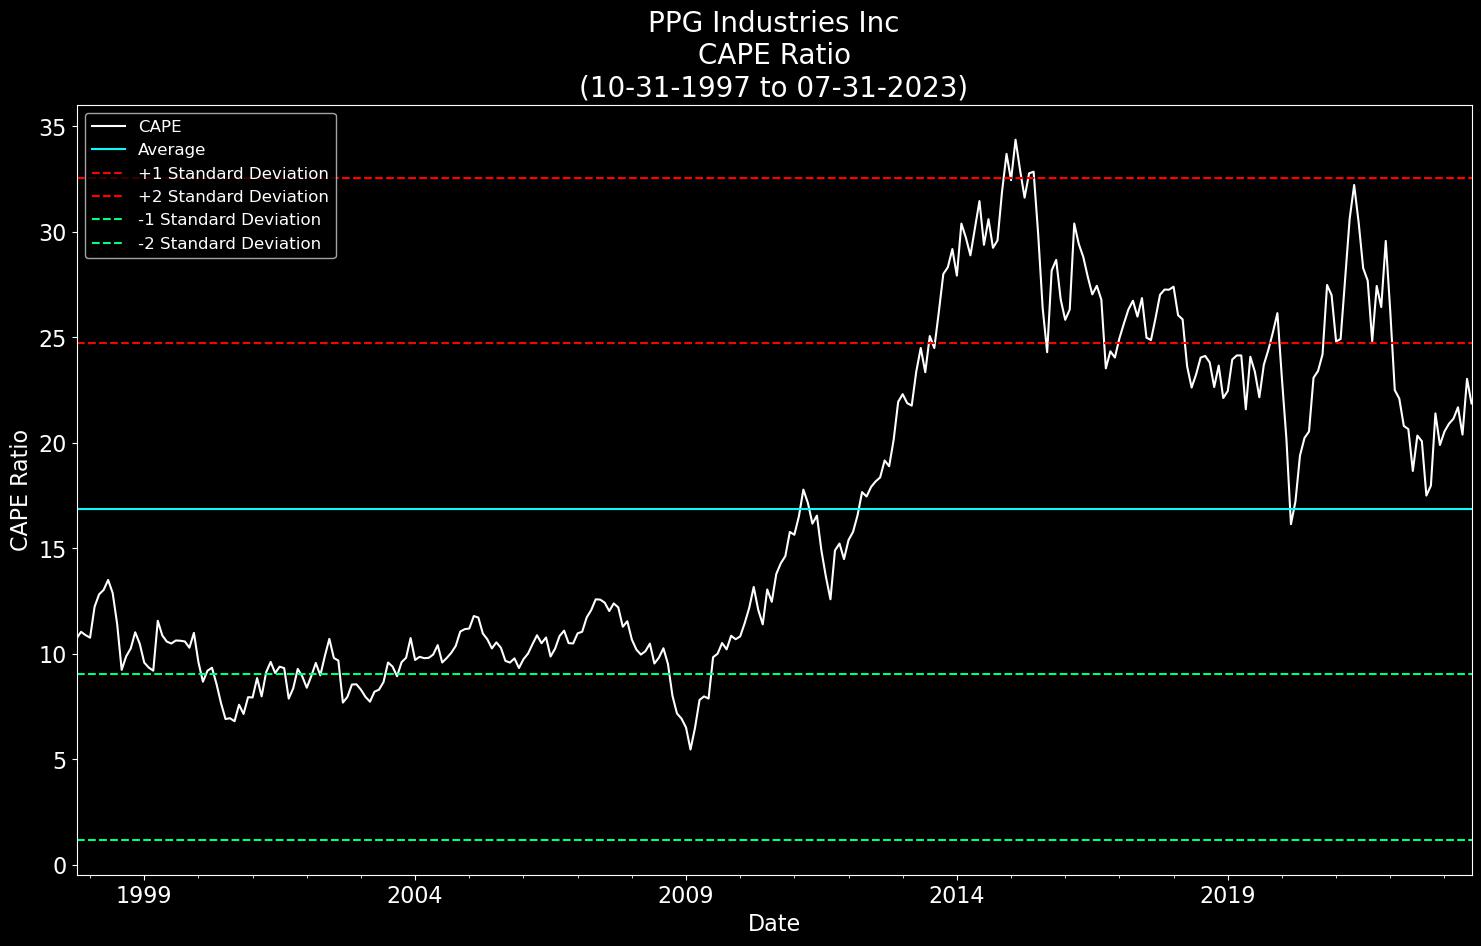 PPG Industries Inc
CAPE Ratio
(10-31-1997 to 07-31-2023)
CAPE
Average
+1 Standard Deviation
+2 Standard Deviation
-1 Standard Deviation
-2 Standard Deviation
35
30
25
20
15
10
5
0
CAPE Ratio
1999 2004 2009 2014 2019
Date